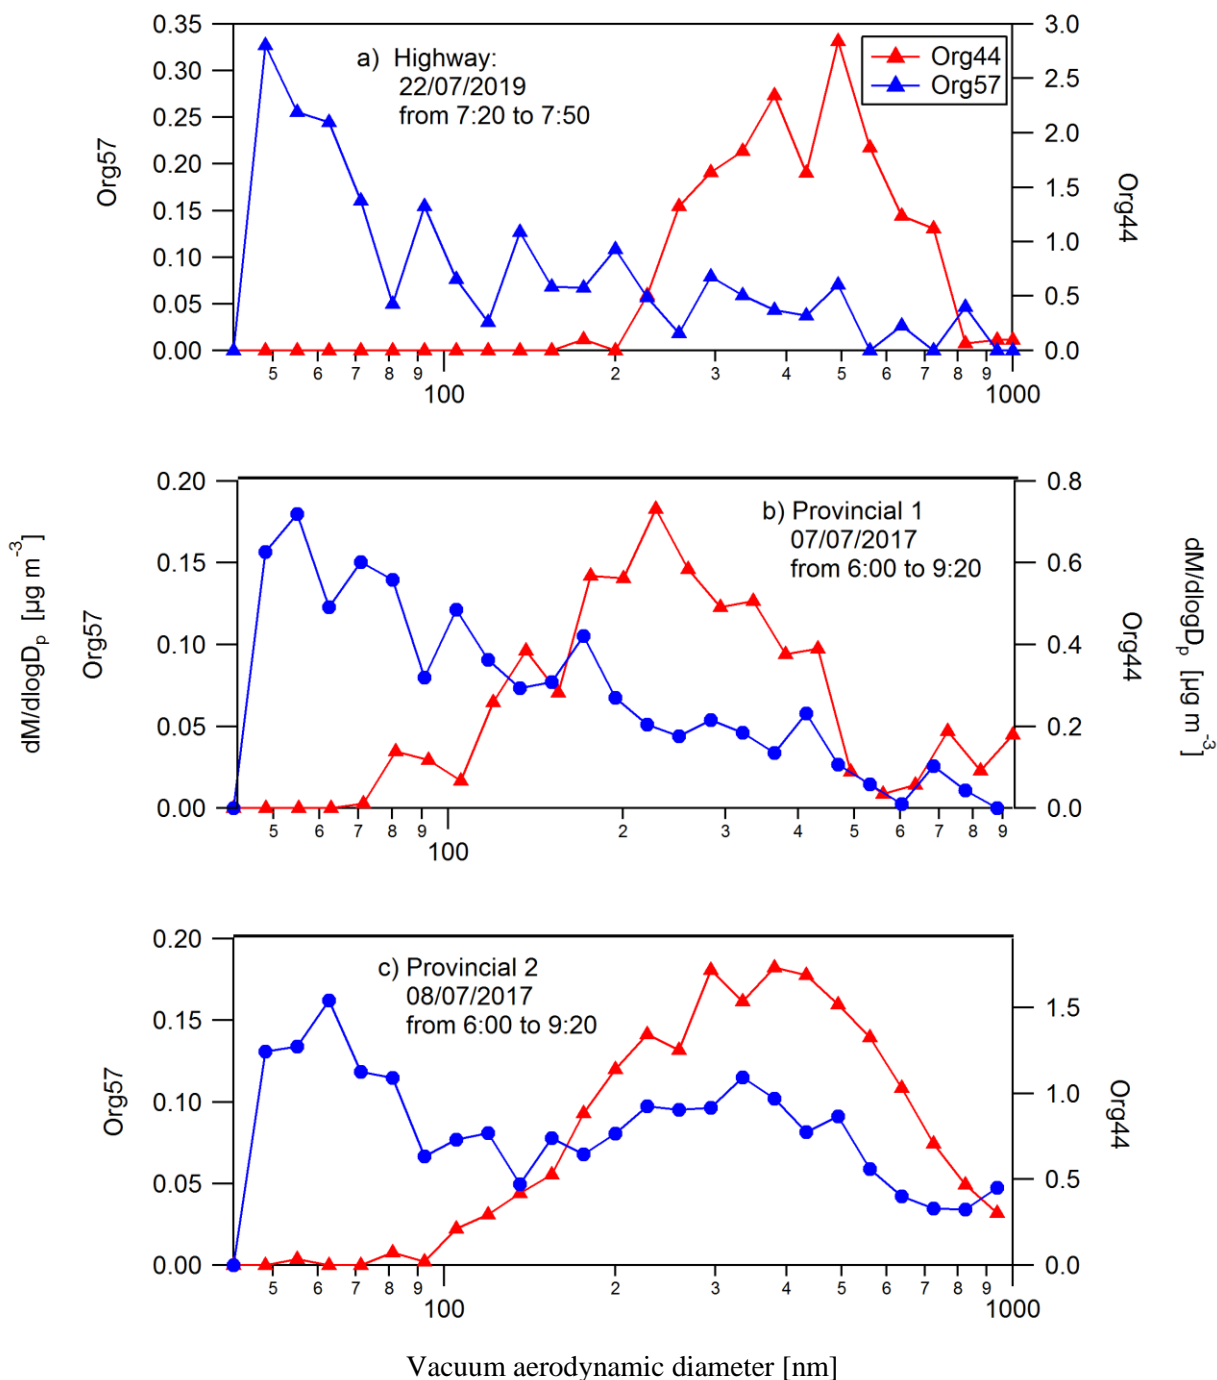 0.35
0.30
0.25
0.20
0.15
0.10
0.05
0.00
Org57
a) Highway:
22/07/2019
from 7:20 to 7:50
Org44
Org57
3.0
2.5
2.0
1.5
1.0
0.5
0.0
Org44
5 6 7 8 9 2 3 4 5 6 7 8 9
100 1000
dM/dlogDp [µg m-3]
0.20
0.15
0.10
0.05
0.00
Org57
b) Provincial 1
07/07/2017
from 6:00 to 9:20
0.8
0.6
0.4
0.2
0.0
Org44
dM/dlogDp [µg m-3]
5 6 7 8 9 2 3 4 5 6 7 8 9
100
0.20
0.15
0.10
0.05
0.00
Org57
c) Provincial 2
08/07/2017
from 6:00 to 9:20
1.5
1.0
0.5
0.0
Org44
5 6 7 8 9 2 3 4 5 6 7 8 9
100 1000
Vacuum aerodynamic diameter [nm]